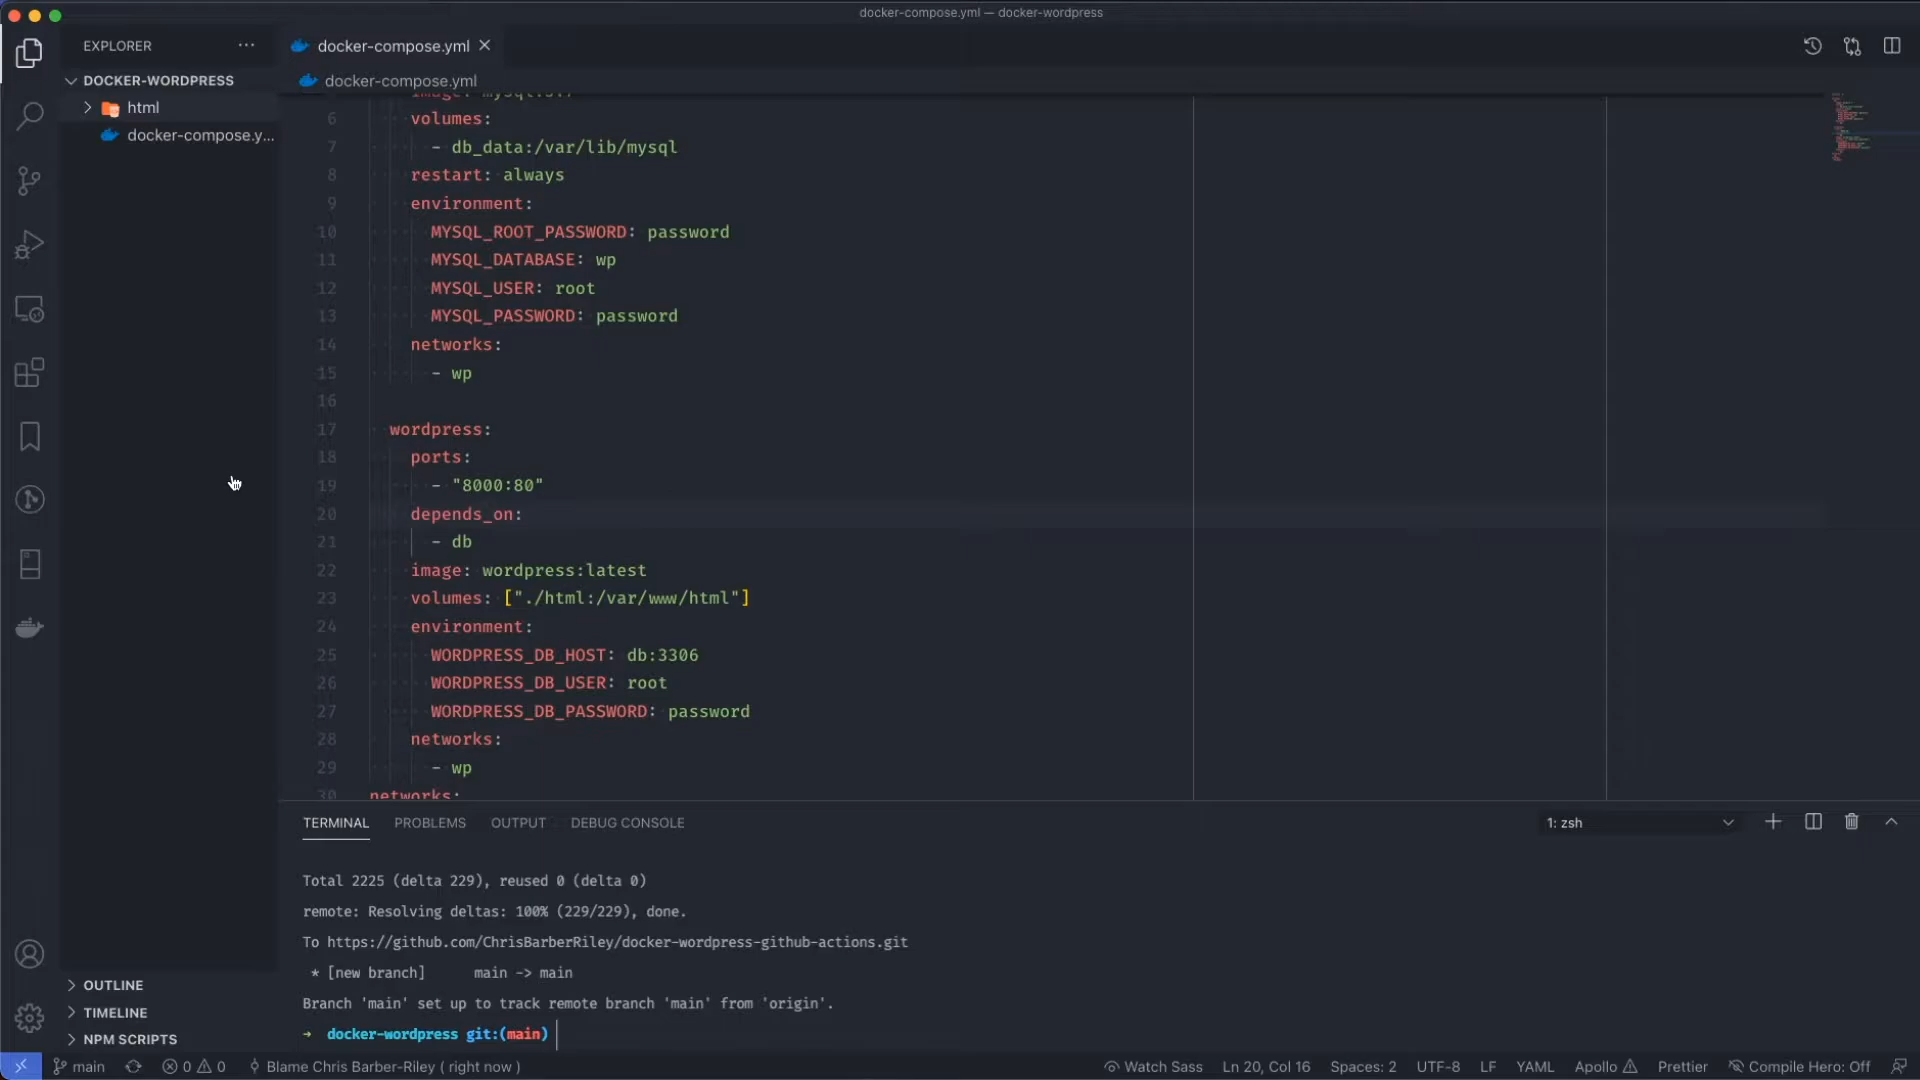 docker-compose.yml — docker-wordpress
EXPLORER
docker-compose.yml
DOCKER-WORDPRESS
docker-compose.yml
html
docker-compose.y...
image: mysql:5.7
6 volumes:
7 - db_data:/var/lib/mysql
8 restart: always
9 environment:
10 MYSQL_ROOT_PASSWORD: password
11 MYSQL_DATABASE: wp
12 MYSQL_USER: root
13 MYSQL_PASSWORD: password
14 networks:
15 - wp
16
17 wordpress:
18 ports:
19 - "8000:80"
20 depends_on:
21 - db
22 image: wordpress:latest
23 volumes: ["./html:/var/www/html"]
24 environment:
25 WORDPRESS_DB_HOST: db:3306
26 WORDPRESS_DB_USER: root
27 WORDPRESS_DB_PASSWORD: password
28 networks:
29 - wp
30 networks:
TERMINAL PROBLEMS OUTPUT DEBUG CONSOLE
1: zsh
Total 2225 (delta 229), reused 0 (delta 0)
remote: Resolving deltas: 100% (229/229), done.
To https://github.com/ChrisBarberRiley/docker-wordpress-github-actions.git
* [new branch] main -> main
Branch 'main' set up to track remote branch 'main' from 'origin'.
→ docker-wordpress git:(main)
OUTLINE
TIMELINE
NPM SCRIPTS
main 0 0 Blame Chris Barber-Riley ( right now ) Watch Sass Ln 20, Col 16 Spaces: 2 UTF-8 LF YAML Apollo Prettier Compile Hero: Off